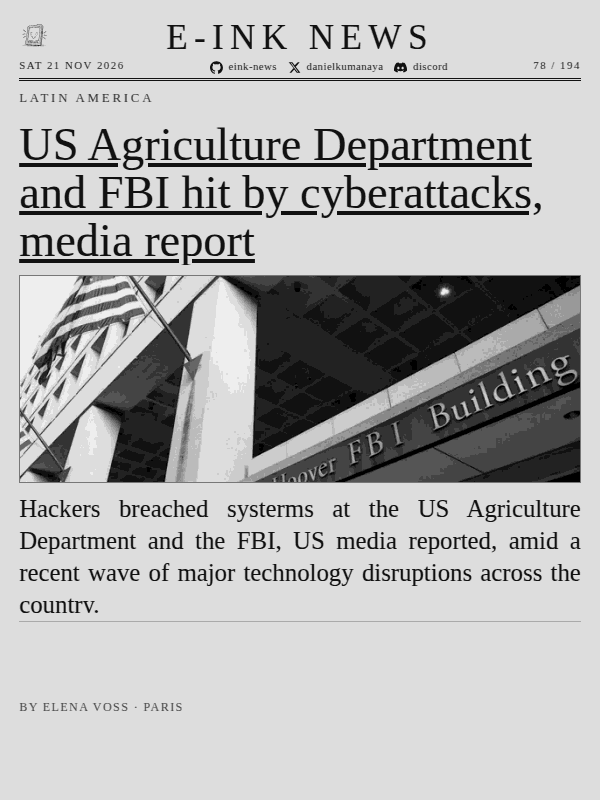 E-INK NEWS
SAT 21 NOV 2026
eink-news danielkumanaya discord
78 / 194
LATIN AMERICA
US Agriculture Department
and FBI hit by cyberattacks,
media report
Hoover FBI Building
Hackers breached systerms at the US Agriculture
Department and the FBI, US media reported, amid a
recent wave of major technology disruptions across the
country.
BY ELENA VOSS · PARIS